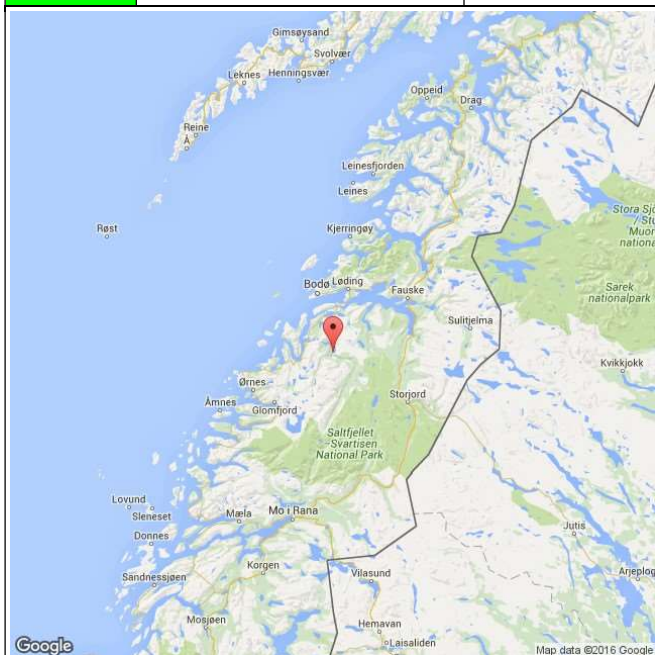 Gimsøysand
Svolvær
Leknes
Henningsvær
Oppeid
Drag
Reine
Å
Leinesfjorden
Leines
Stora Sjö
/ Sto
Muor
nationa
Røst
Kjerringøy
Sarek
nationalpark
Bodø
Løding
Fauske
Sulitjelma
Kvikkjokk
Ørnes
Storjord
Åmnes
Glomfjord
Saltfjellet
-Svartisen
National Park
Lovund
Sleneset
Mæla
Mo i Rana
Donnes
Jutis
Sandnessjøen
Korgen
Vilasund
Arjeplog
Mosjøen
Hemavan
Laisaliden
Google
Map data ©2016 Google